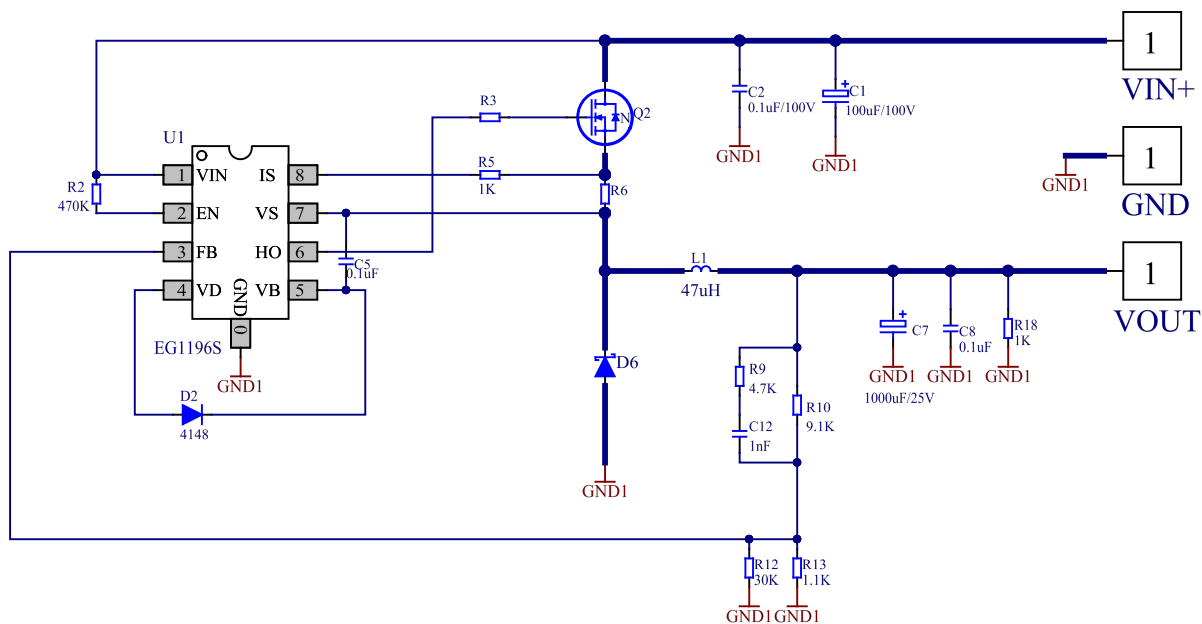 1
VIN+
R3
N
Q2
C2
0.1uF/100V
C1
100uF/100V
GND1
GND1
U1
1
VIN
IS
8
R5
1K
R6
GND1
1
GND
R2
470K
2
EN
VS
7
3
FB
HO
6
C5
0.1uF
4
VD
GND
VB
5
0
EG1196S
GND1
L1
47uH
1
VOUT
C7
C8
0.1uF
R18
1K
GND1
GND1
GND1
1000uF/25V
D6
R9
4.7K
R10
9.1K
C12
1nF
D2
4148
GND1
R12
30K
R13
1.1K
GND1
GND1